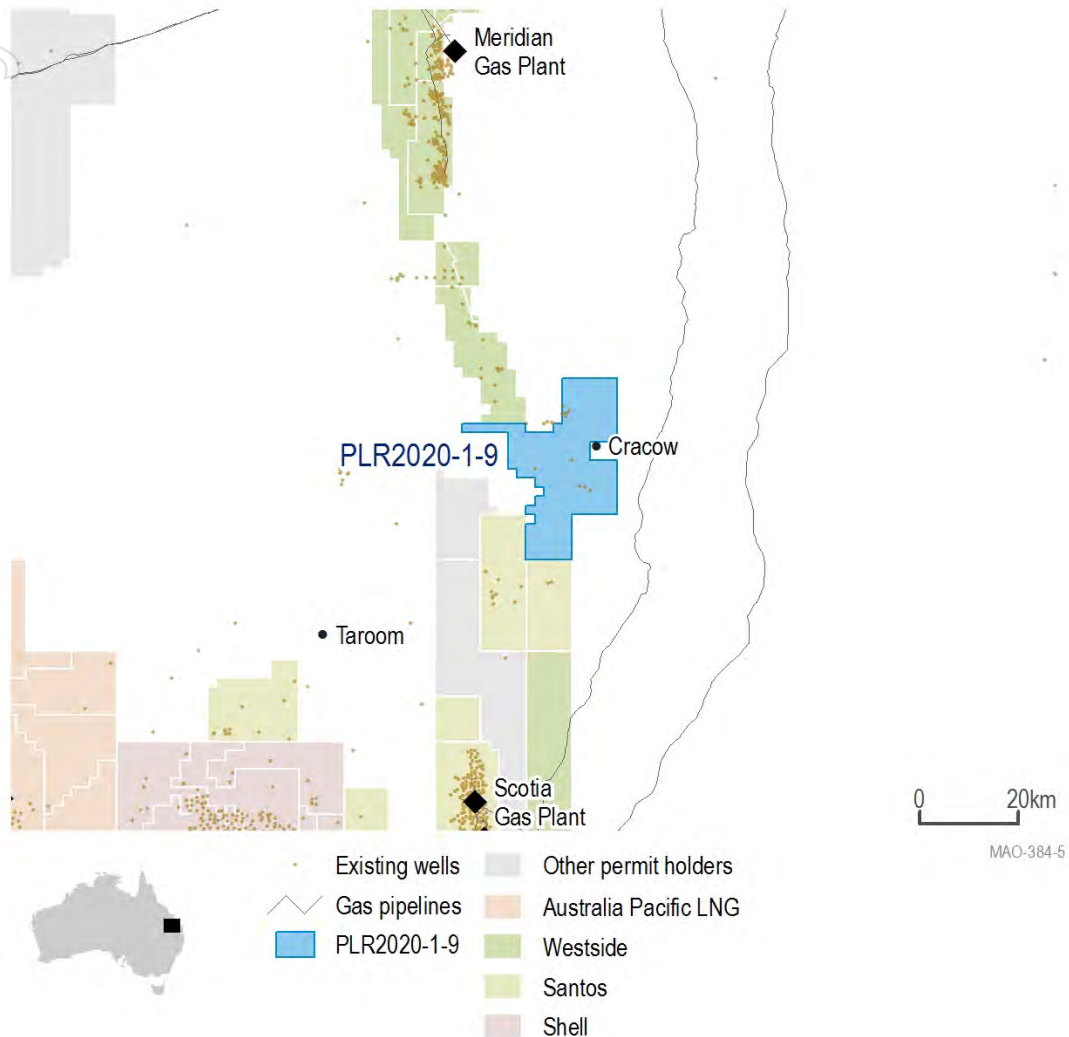 Meridian
Gas Plant
PLR2020-1-9
Cracow
Taroom
Scotia
Gas Plant
0 20km
MAO-384-5
Existing wells
Gas pipelines
PLR2020-1-9
Other permit holders
Australia Pacific LNG
Westside
Santos
Shell